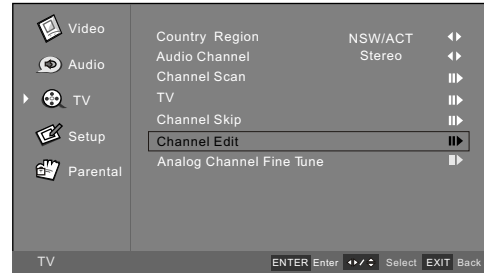 Video
Audio
TV
Setup
Parental
Country Region NSW/ACT
Audio Channel Stereo
Channel Scan
TV
Channel Skip
Channel Edit
Analog Channel Fine Tune
TV ENTER Enter / Select EXIT Back